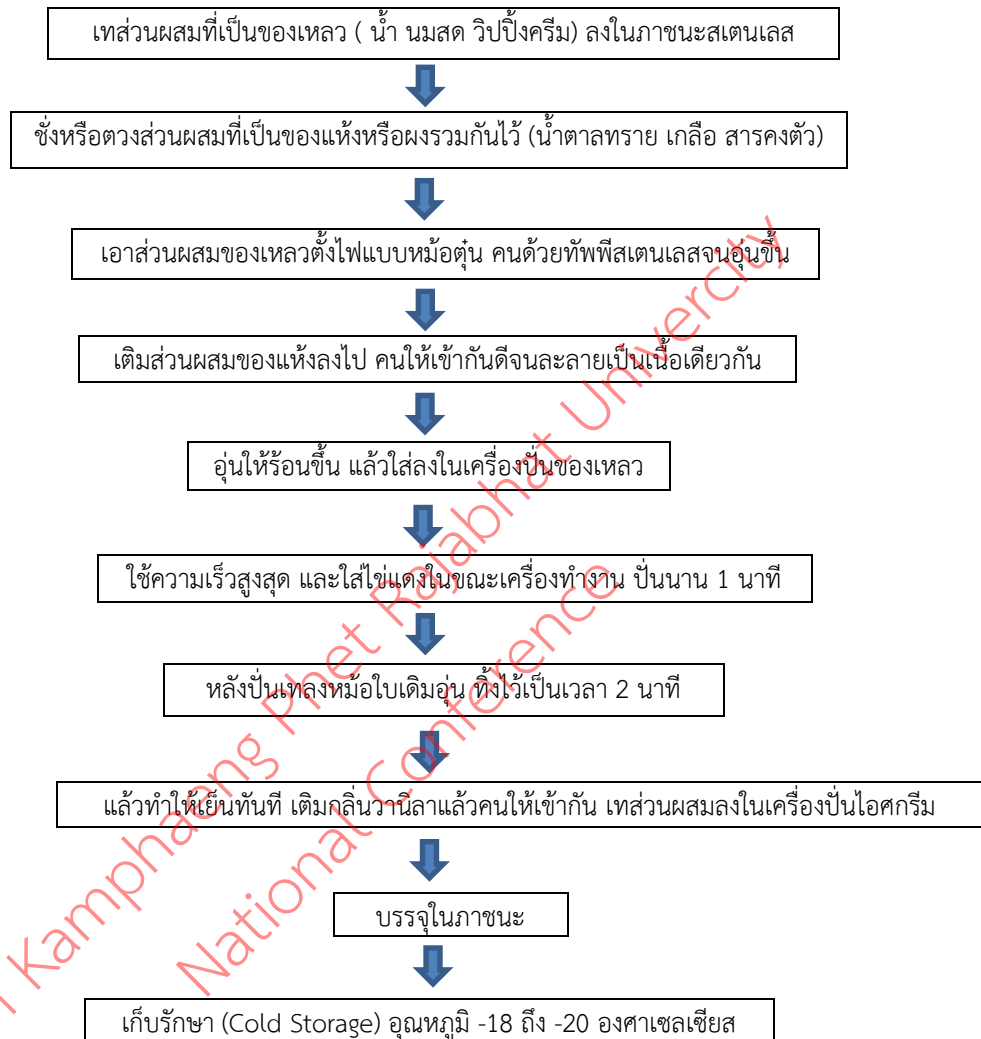 เทส่วนผสมที่เป็นของเหลว ( น้ำ นมสด วิปปิ้งครีม) ลงในภาชนะสเตนเลส
ชั่งหรือตวงส่วนผสมที่เป็นของแห้งหรือผงรวมกันไว้ (น้ำตาลทราย เกลือ สารคงตัว)
เอาส่วนผสมของเหลวตั้งไฟแบบหม้อตุ๋น คนด้วยทัพพีสเตนเลสจนอุ่นขึ้น
เติมส่วนผสมของแห้งลงไป คนให้เข้ากันดีจนละลายเป็นเนื้อเดียวกัน
อุ่นให้ร้อนขึ้น แล้วใส่ลงในเครื่องปั่นของเหลว
ใช้ความเร็วสูงสุด และใส่ไข่แดงในขณะเครื่องทำงาน ปั่นนาน 1 นาที
หลังปั่นเทลงหม้อใบเดิมอุ่น ทิ้งไว้เป็นเวลา 2 นาที
แล้วทำให้เย็นทันที เติมกลิ่นวานิลาแล้วคนให้เข้ากัน เทส่วนผสมลงในเครื่องปั่นไอศกรีม
บรรจุในภาชนะ
เก็บรักษา (Cold Storage) อุณหภูมิ -18 ถึง -20 องศาเซลเซียส
Kamphaeng Phet Rajabhat Univercity
National Conference